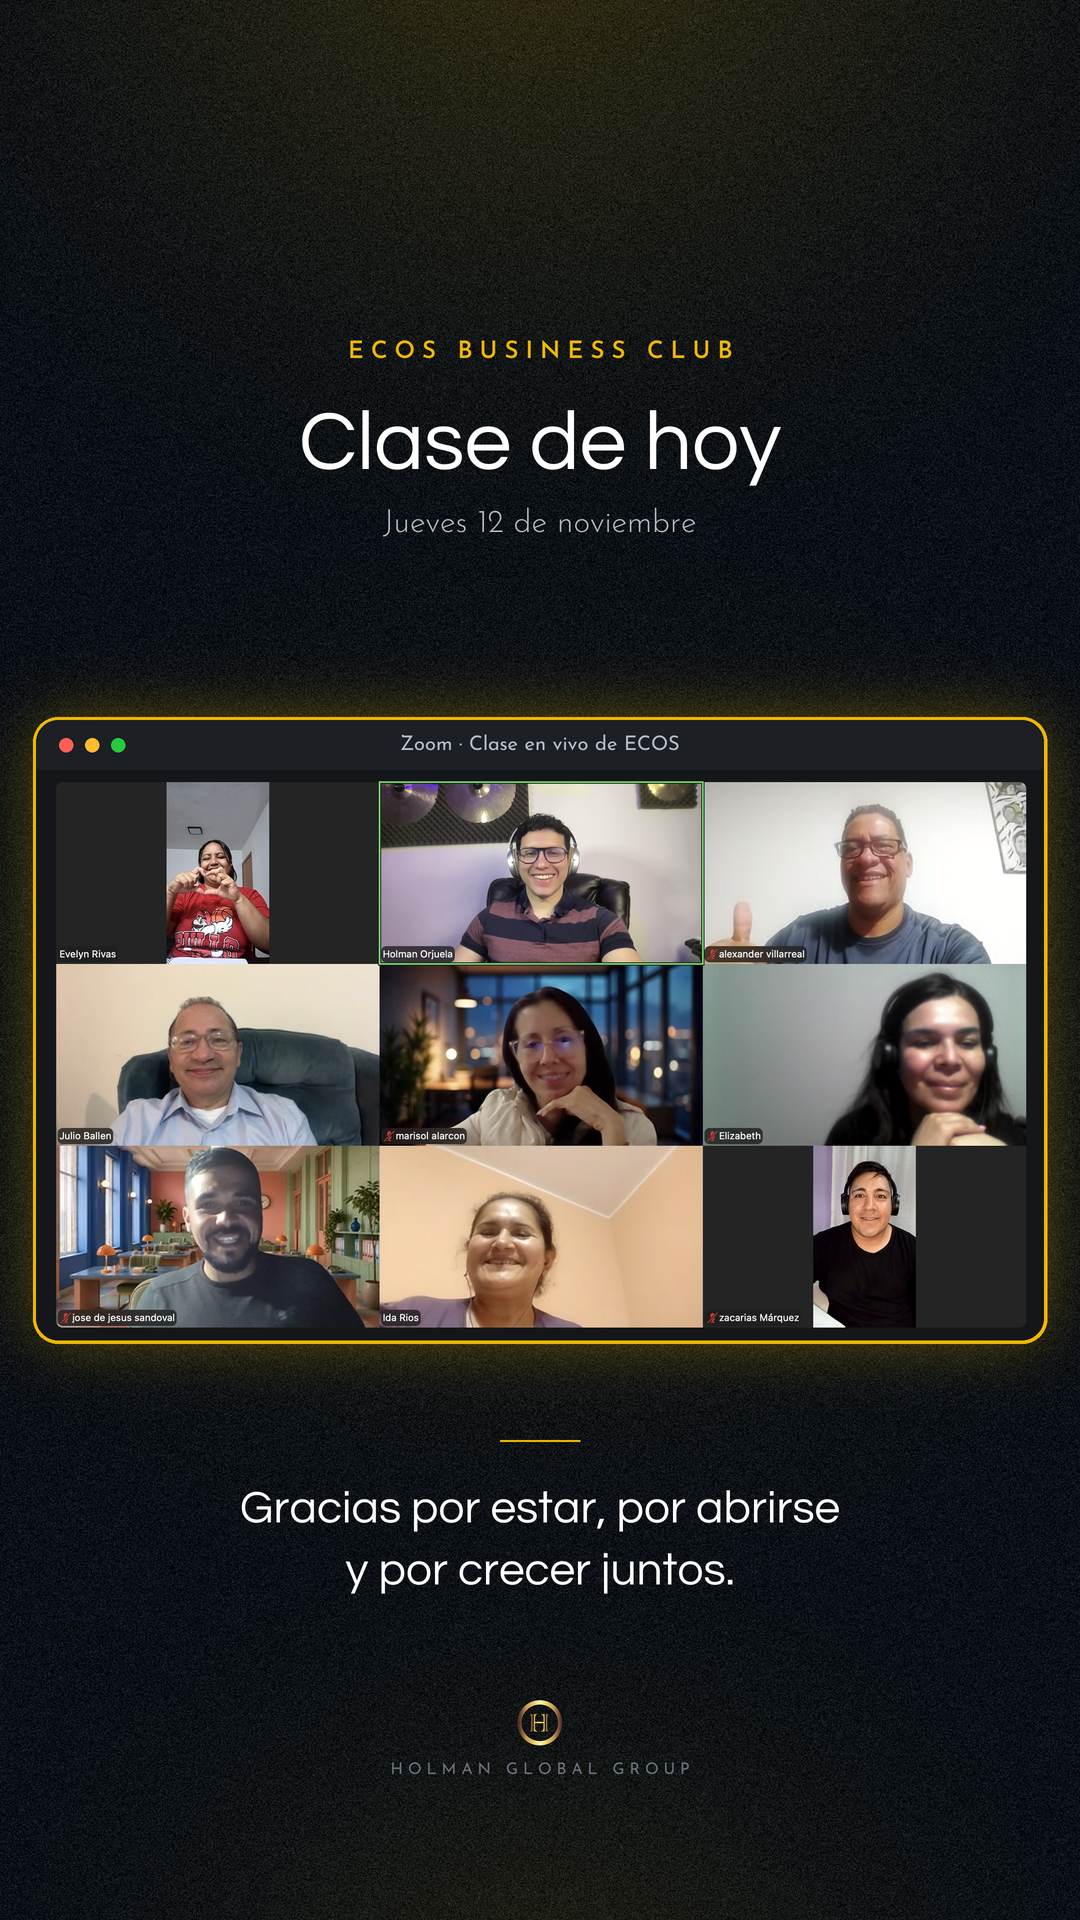 ECOS BUSINESS CLUB
Clase de hoy
Jueves 12 de noviembre
Zoom · Clase en vivo de ECOS
Evelyn Rivas
Holman Orjuela
alexander villarreal
Julio Ballen
marisol alarcon
Elizabeth
jose de jesus sandoval
Ida Rios
zacarias Márquez
Gracias por estar, por abrirse
y por crecer juntos.
H
HOLMAN GLOBAL GROUP